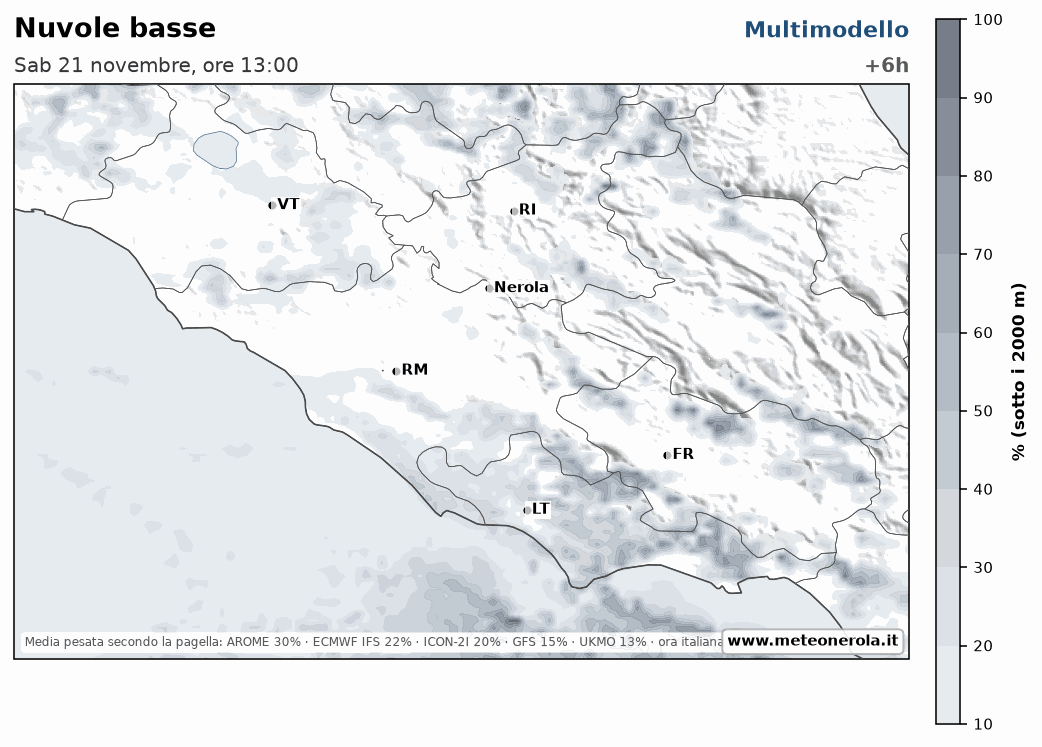 Nuvole basse
Multimodello
Sab 21 novembre, ore 13:00
+6h
VT
RI
Nerola
RM
FR
LT
Media pesata secondo la pagella: AROME 30% · ECMWF IFS 22% · ICON-2I 20% · GFS 15% · UKMO 13% · ora italiana
www.meteonerola.it
100
90
80
70
60
50
40
30
20
10
% (sotto i 2000 m)